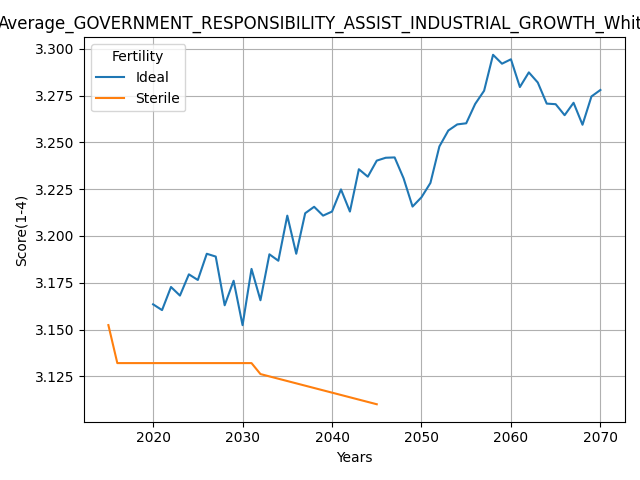 Average_GOVERNMENT_RESPONSIBILITY_ASSIST_INDUSTRIAL_GROWTH_Whit
Fertility
Ideal
Sterile
Score(1-4)
3.300
3.275
3.250
3.225
3.200
3.175
3.150
3.125
2020 2030 2040 2050 2060 2070
Years